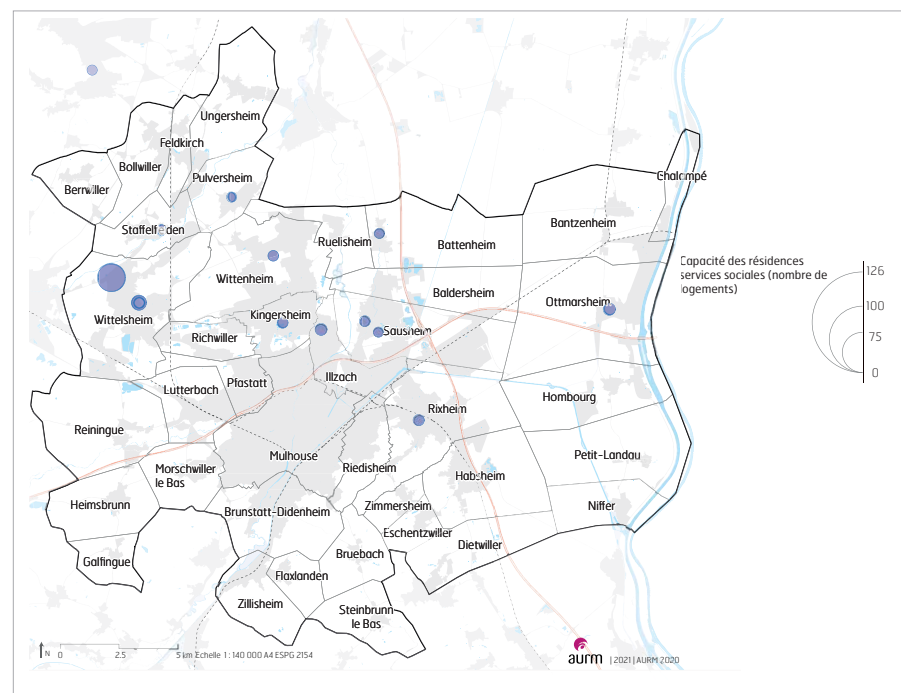 Ungersheim
Feldkirch
Bollwiller
Berrwiller
Pulversheim
Chalampé
Staffelfelden
Ruelisheim
Bantzenheim
Battenheim
Capacité des résidences
services sociales (nombre de
logements)
126
100
75
0
Wittenheim
Baldersheim
Ottmarsheim
Wittelsheim
Kingersheim
Sausheim
Richwiller
Illzach
Pfastatt
Lutterbach
Hombourg
Rixheim
Reiningue
Mulhouse
Petit-Landau
Morschwiller
le Bas
Riedisheim
Habsheim
Heimsbrunn
Zimmersheim
Niffer
Brunstatt-Didenheim
Eschentzwiller
Dietwiller
Bruebach
Galfingue
Flaxlanden
Zillisheim
Steinbrunn
le Bas
N 0 2.5 5 km Echelle 1 : 140 000 A4 ESPG 2154
aurm | 2021 | AURM 2020